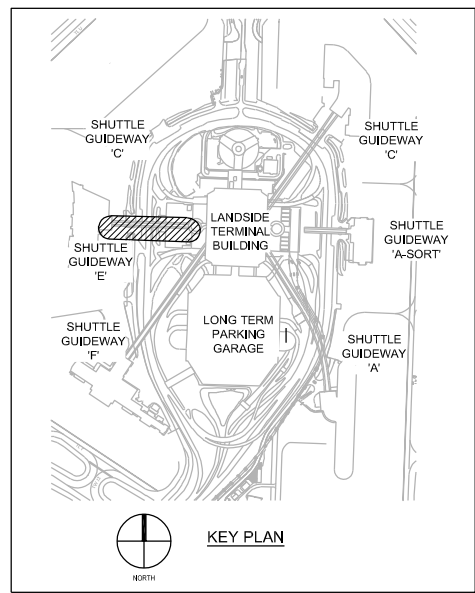 SHUTTLE
GUIDEWAY
'C'
SHUTTLE
GUIDEWAY
'C'
LANDSIDE
TERMINAL
BUILDING
SHUTTLE
GUIDEWAY
'A-SORT'
SHUTTLE
GUIDEWAY
'E'
LONG TERM
PARKING
GARAGE
SHUTTLE
GUIDEWAY
'F'
SHUTTLE
GUIDEWAY
'A'
KEY PLAN
NORTH